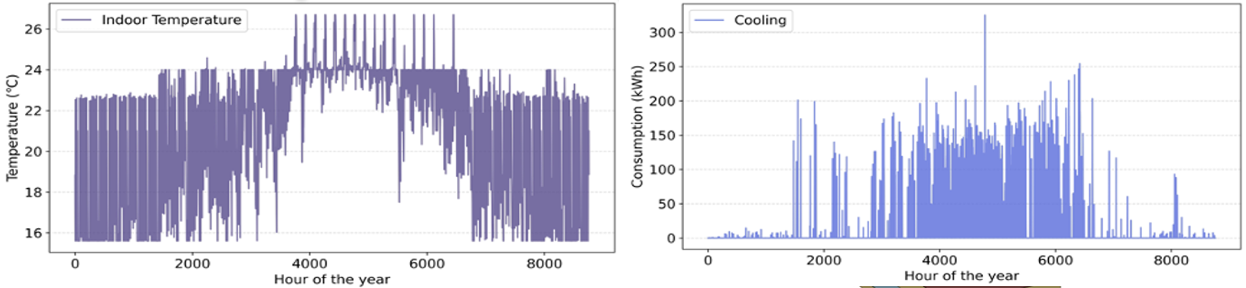 Indoor Temperature
26
24
22
20
18
16
Temperature (°C)
0 2000 4000 6000 8000
Hour of the year
Cooling
300
250
200
150
100
50
0
Consumption (kWh)
0 2000 4000 6000 8000
Hour of the year